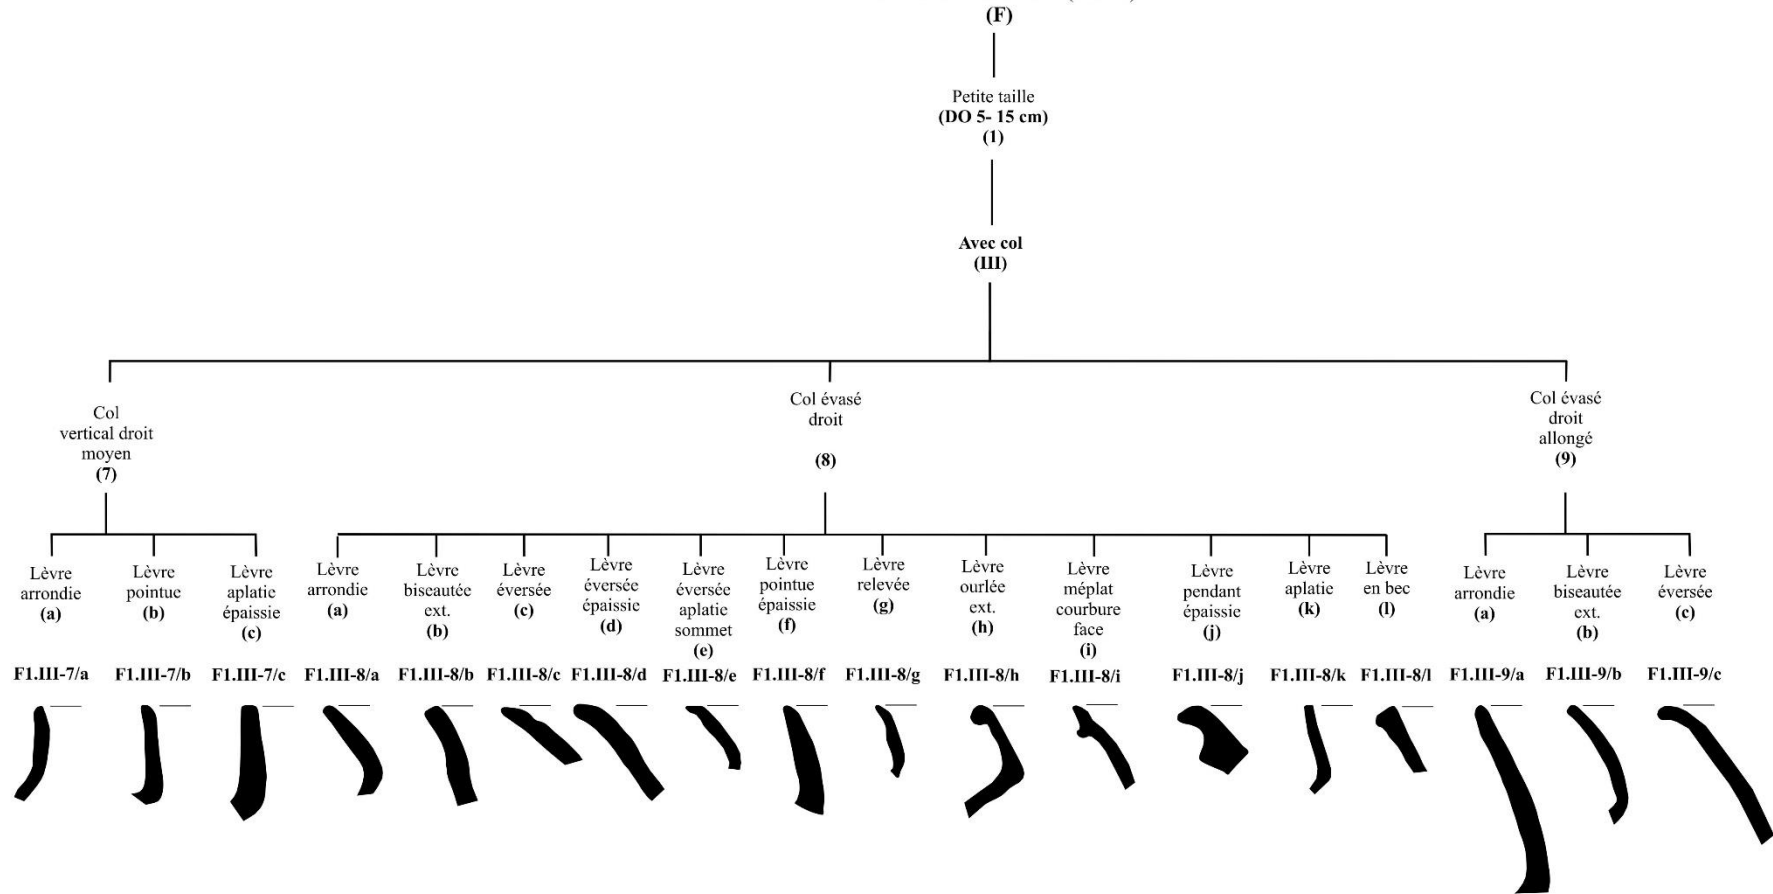 (F)
Petite taille
(DO 5- 15 cm)
(1)
Avec col
(III)
Col
vertical droit
moyen
(7)
Col évasé
droit
(8)
Col évasé
droit
allongé
(9)
Lèvre
arrondie
(a)
Lèvre
pointue
(b)
Lèvre
aplatie
épaissie
(c)
Lèvre
arrondie
(a)
Lèvre
biseautée
ext.
(b)
Lèvre
éversée
(c)
Lèvre
éversée
épaissie
(d)
Lèvre
éversée
aplatie
sommet
(e)
Lèvre
pointue
épaissie
(f)
Lèvre
relevée
(g)
Lèvre
ourlée
ext.
(h)
Lèvre
méplat
courbure
face
(i)
Lèvre
pendant
épaissie
(j)
Lèvre
aplatie
(k)
Lèvre
en bec
(l)
Lèvre
arrondie
(a)
Lèvre
biseautée
ext.
(b)
Lèvre
éversée
(c)
F1.III-7/a F1.III-7/b F1.III-7/c F1.III-8/a F1.III-8/b F1.III-8/c F1.III-8/d F1.III-8/e F1.III-8/f F1.III-8/g F1.III-8/h F1.III-8/i F1.III-8/j F1.III-8/k F1.III-8/l F1.III-9/a F1.III-9/b F1.III-9/c